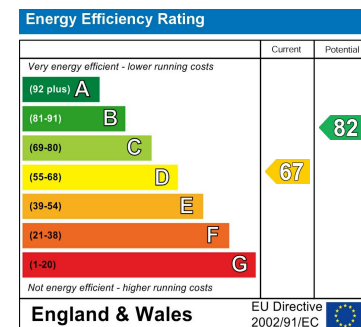 Energy Efficiency Rating
Current Potential
Very energy efficient - lower running costs
(92 plus) A
(81-91) B
82
(69-80) C
(55-68) D
67
(39-54) E
(21-38) F
(1-20) G
Not energy efficient - higher running costs
England & Wales
EU Directive
2002/91/EC